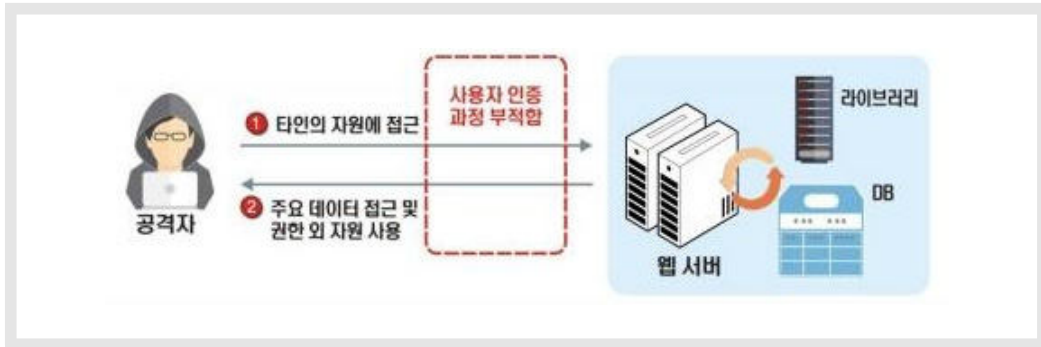 사용자 인증
과정 부적함
1 타인의 자원에 접근
2 주요 데이터 접근 및
권한 외 자원 사용
공격자
라이브러리
DB
웹 서버